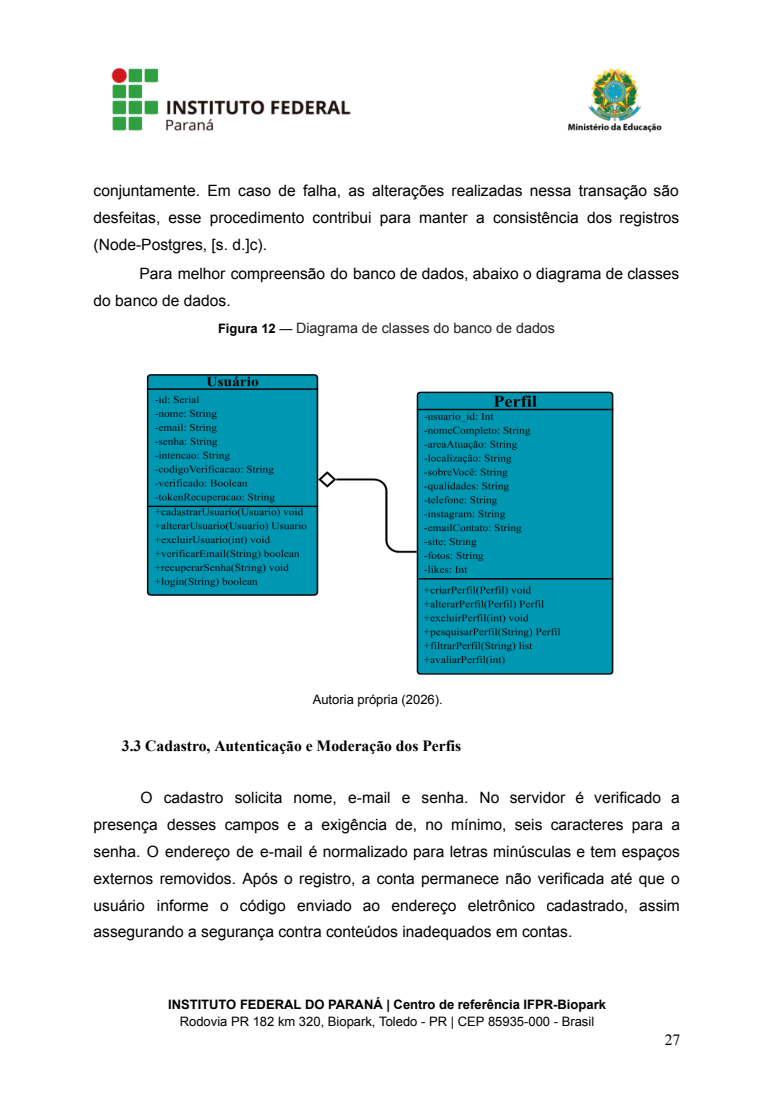 INSTITUTO FEDERAL
Paraná
Ministério da Educação
conjuntamente. Em caso de falha, as alterações realizadas nessa transação são
desfeitas, esse procedimento contribui para manter a consistência dos registros
(Node-Postgres, [s. d.]c).
Para melhor compreensão do banco de dados, abaixo o diagrama de classes
do banco de dados.
Figura 12 — Diagrama de classes do banco de dados
Usuário
-id: Serial
-nome: String
-email: String
-senha: String
-intencao: String
-codigoVerificacao: String
-verificado: Boolean
-tokenRecuperacao: String
+cadastrarUsuario(Usuario) void
+alterarUsuario(Usuario) Usuario
+excluirUsuario(int) void
+verificarEmail(String) boolean
+recuperarSenha(String) void
+login(String) boolean
Perfil
-usuario_id: Int
-nomeCompleto: String
-areaAtuação: String
-localização: String
-sobreVocê: String
-qualidades: String
-telefone: String
-instagram: String
-emailContato: String
-site: String
-fotos: String
-likes: Int
+criarPerfil(Perfil) void
+alterarPerfil(Perfil) Perfil
+excluirPerfil(int) void
+pesquisarPerfil(String) Perfil
+filtrarPerfil(String) list
+avaliarPerfil(int)
Autoria própria (2026).
3.3 Cadastro, Autenticação e Moderação dos Perfis
O cadastro solicita nome, e-mail e senha. No servidor é verificado a
presença desses campos e a exigência de, no mínimo, seis caracteres para a
senha. O endereço de e-mail é normalizado para letras minúsculas e tem espaços
externos removidos. Após o registro, a conta permanece não verificada até que o
usuário informe o código enviado ao endereço eletrônico cadastrado, assim
assegurando a segurança contra conteúdos inadequados em contas.
INSTITUTO FEDERAL DO PARANÁ | Centro de referência IFPR-Biopark
Rodovia PR 182 km 320, Biopark, Toledo - PR | CEP 85935-000 - Brasil
27